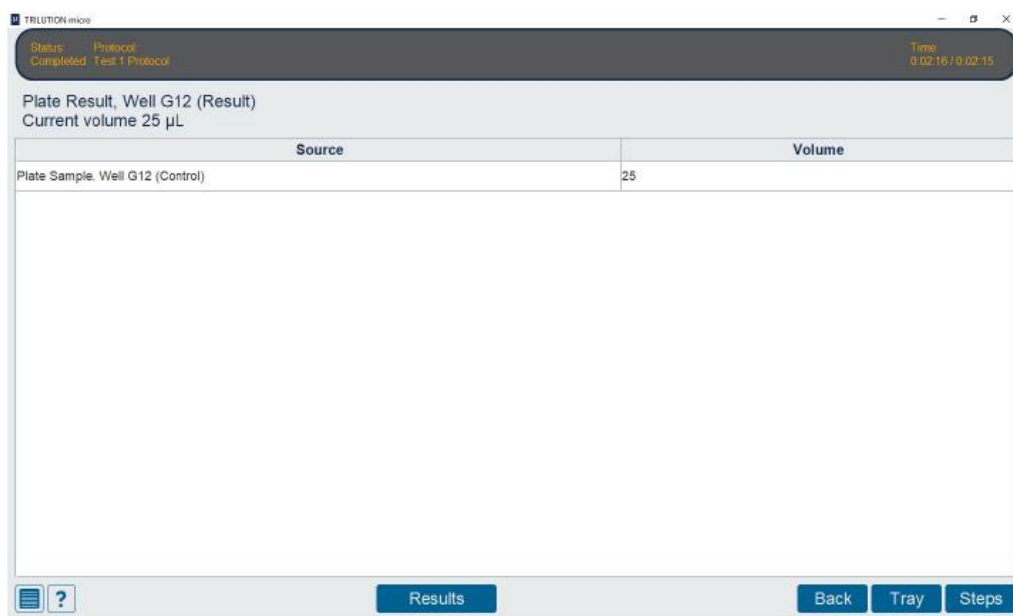 TRILUTION micro
Status: Protocol: Time
Completed Test 1 Protocol 0:02:16 / 0:02:15
Plate Result, Well G12 (Result)
Current volume 25 µL
Source Volume
Plate Sample, Well G12 (Control) 25
? Results Back Tray Steps